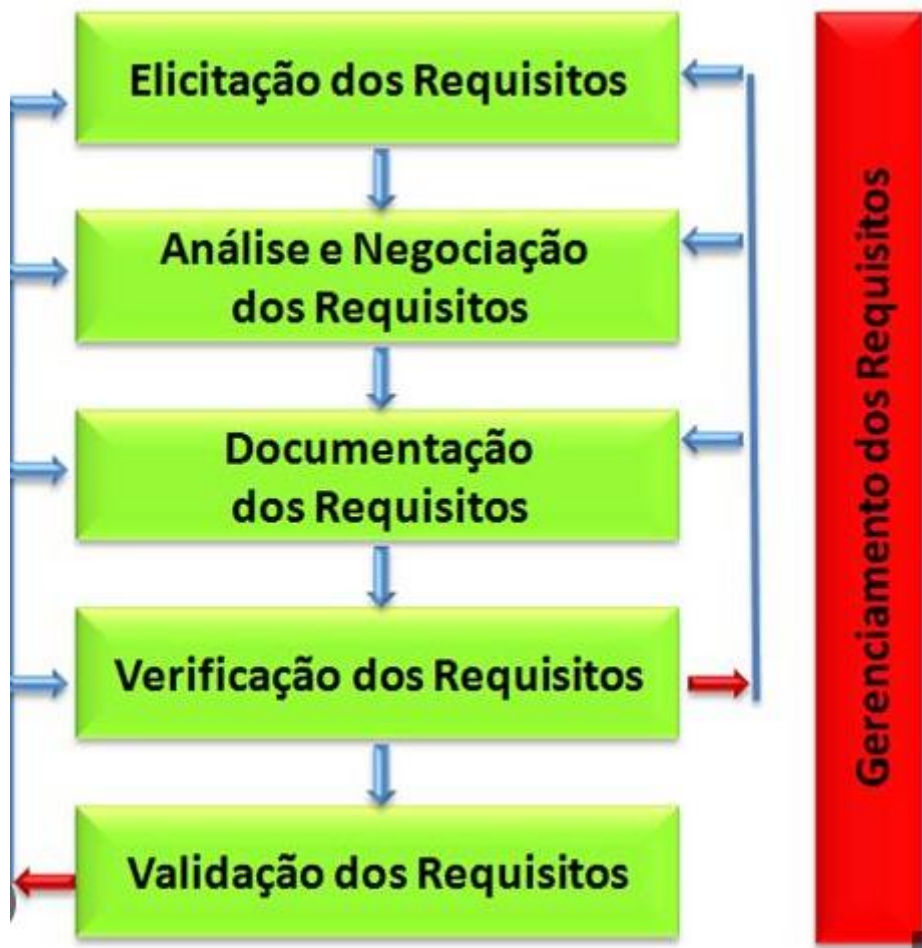 Elicitação dos Requisitos
Análise e Negociação
dos Requisitos
Documentação
dos Requisitos
Verificação dos Requisitos
Validação dos Requisitos
Gerenciamento dos Requisitos